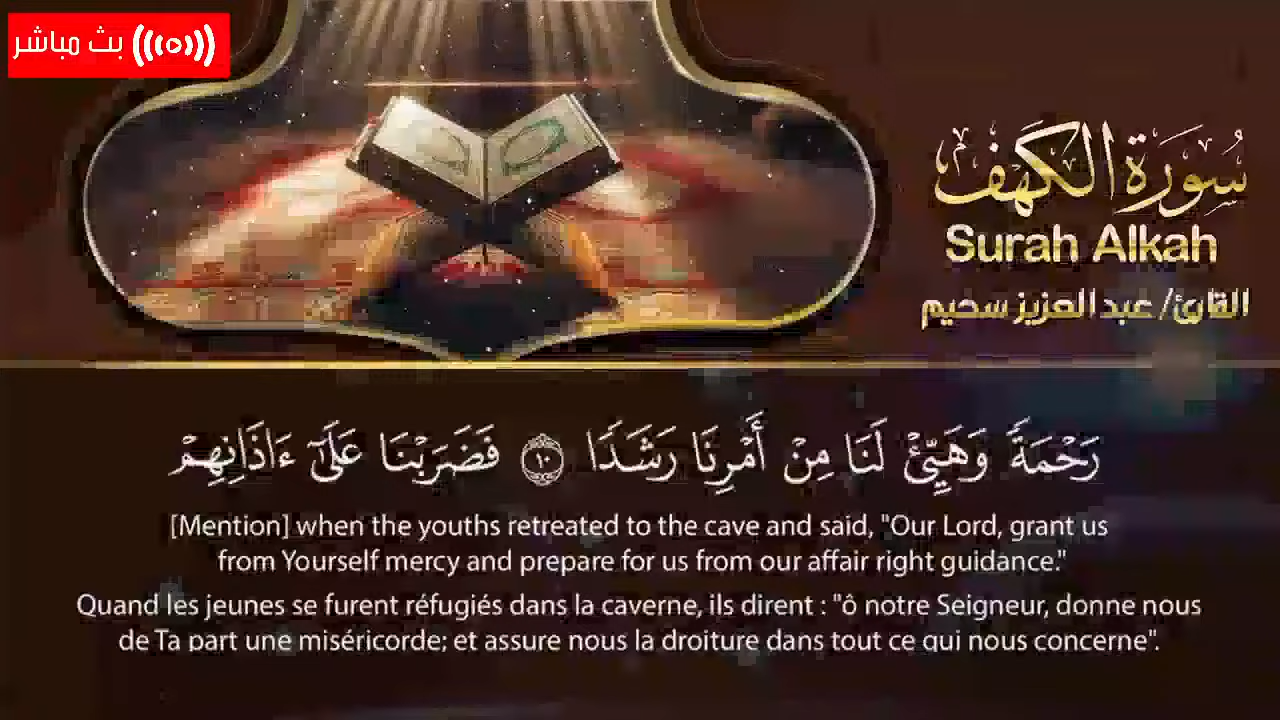 بث مباشر
سُورَةُ الكَهْف
Surah Alkah
القارئ/ عبد العزيز سحيم
رَحْمَةً وَهَيِّئْ لَنَا مِنْ أَمْرِنَا رَشَدًا ١٠ فَضَرَبْنَا عَلَىٰٓ ءَاذَانِهِمْ
[Mention] when the youths retreated to the cave and said, "Our Lord, grant us
from Yourself mercy and prepare for us from our affair right guidance."
Quand les jeunes se furent réfugiés dans la caverne, ils dirent : "ô notre Seigneur, donne nous
de Ta part une miséricorde; et assure nous la droiture dans tout ce qui nous concerne".